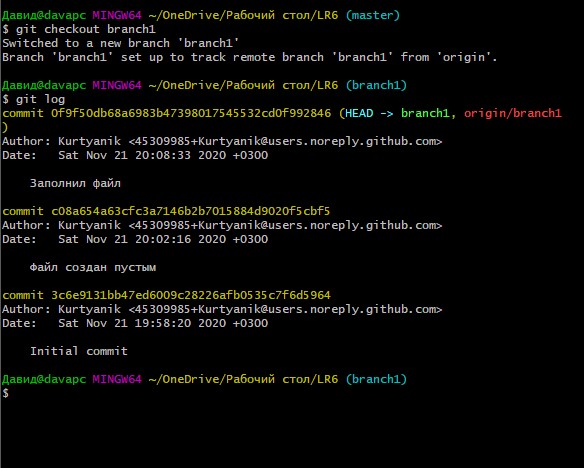 Давид@davapc MINGW64 ~/OneDrive/Рабочий стол/LR6 (master)
$ git checkout branch1
Switched to a new branch 'branch1'
Branch 'branch1' set up to track remote branch 'branch1' from 'origin'.
Давид@davapc MINGW64 ~/OneDrive/Рабочий стол/LR6 (branch1)
$ git log
commit 0f9f50db68a6983b47398017545532cd0f992846 (HEAD -> branch1, origin/branch1
)
Author: Kurtyanik <45309985+Kurtyanik@users.noreply.github.com>
Date:   Sat Nov 21 20:08:33 2020 +0300
Заполнил файл
commit c08a654a63cfc3a7146b2b7015884d9020f5cbf5
Author: Kurtyanik <45309985+Kurtyanik@users.noreply.github.com>
Date:   Sat Nov 21 20:02:16 2020 +0300
Файл создан пустым
commit 3c6e9131bb47ed6009c28226afb0535c7f6d5964
Author: Kurtyanik <45309985+Kurtyanik@users.noreply.github.com>
Date:   Sat Nov 21 19:58:20 2020 +0300
Initial commit
Давид@davapc MINGW64 ~/OneDrive/Рабочий стол/LR6 (branch1)
$